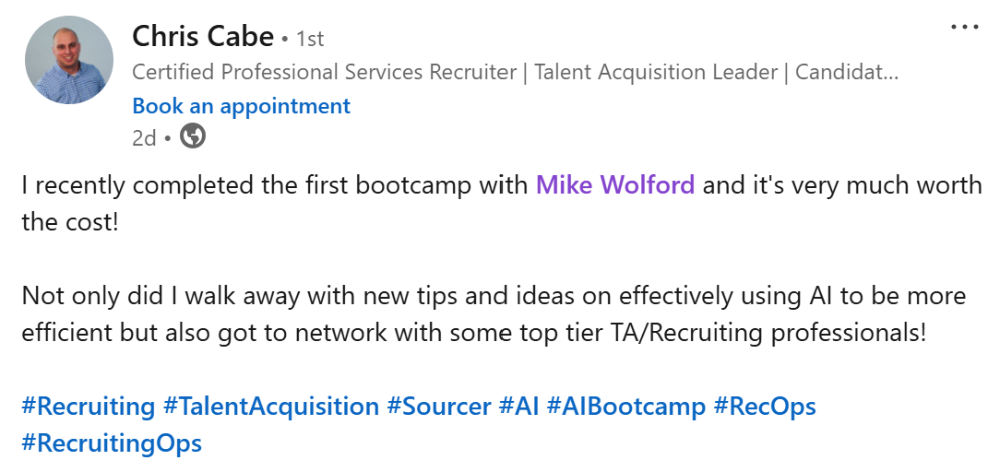 Chris Cabe • 1st
Certified Professional Services Recruiter | Talent Acquisition Leader | Candidat...
Book an appointment
2d •
I recently completed the first bootcamp with Mike Wolford and it's very much worth
the cost!
Not only did I walk away with new tips and ideas on effectively using AI to be more
efficient but also got to network with some top tier TA/Recruiting professionals!
#Recruiting #TalentAcquisition #Sourcer #AI #AIBootcamp #RecOps
#RecruitingOps